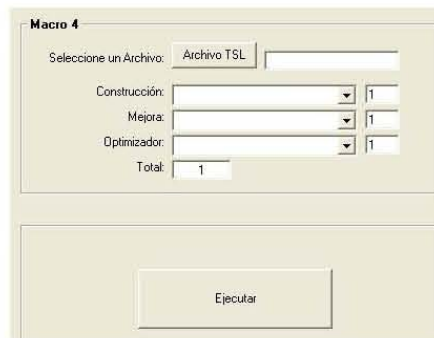 Macro 4
Seleccione un Archivo: Archivo TSL
Construcción: 1
Mejora: 1
Optimizador: 1
Total: 1
Ejecutar